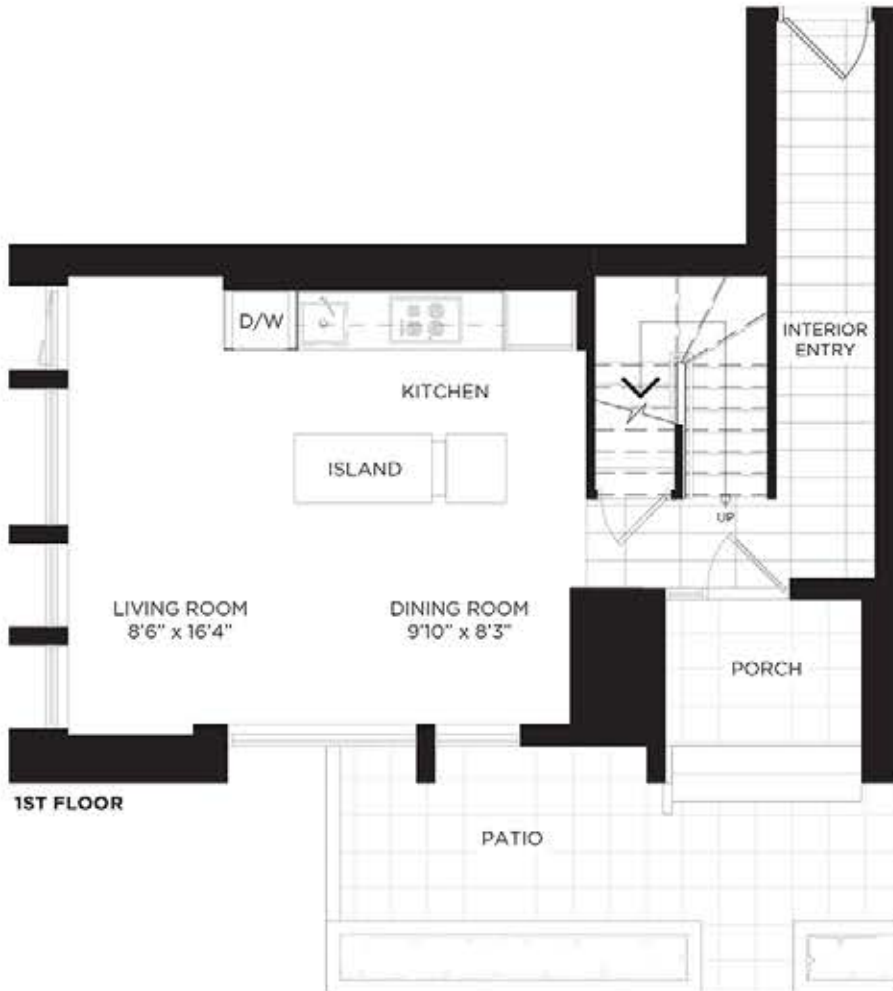 D/W
INTERIOR
ENTRY
KITCHEN
ISLAND
UP
LIVING ROOM
8'6" x 16'4"
DINING ROOM
9'10" x 8'3"
PORCH
1ST FLOOR
PATIO